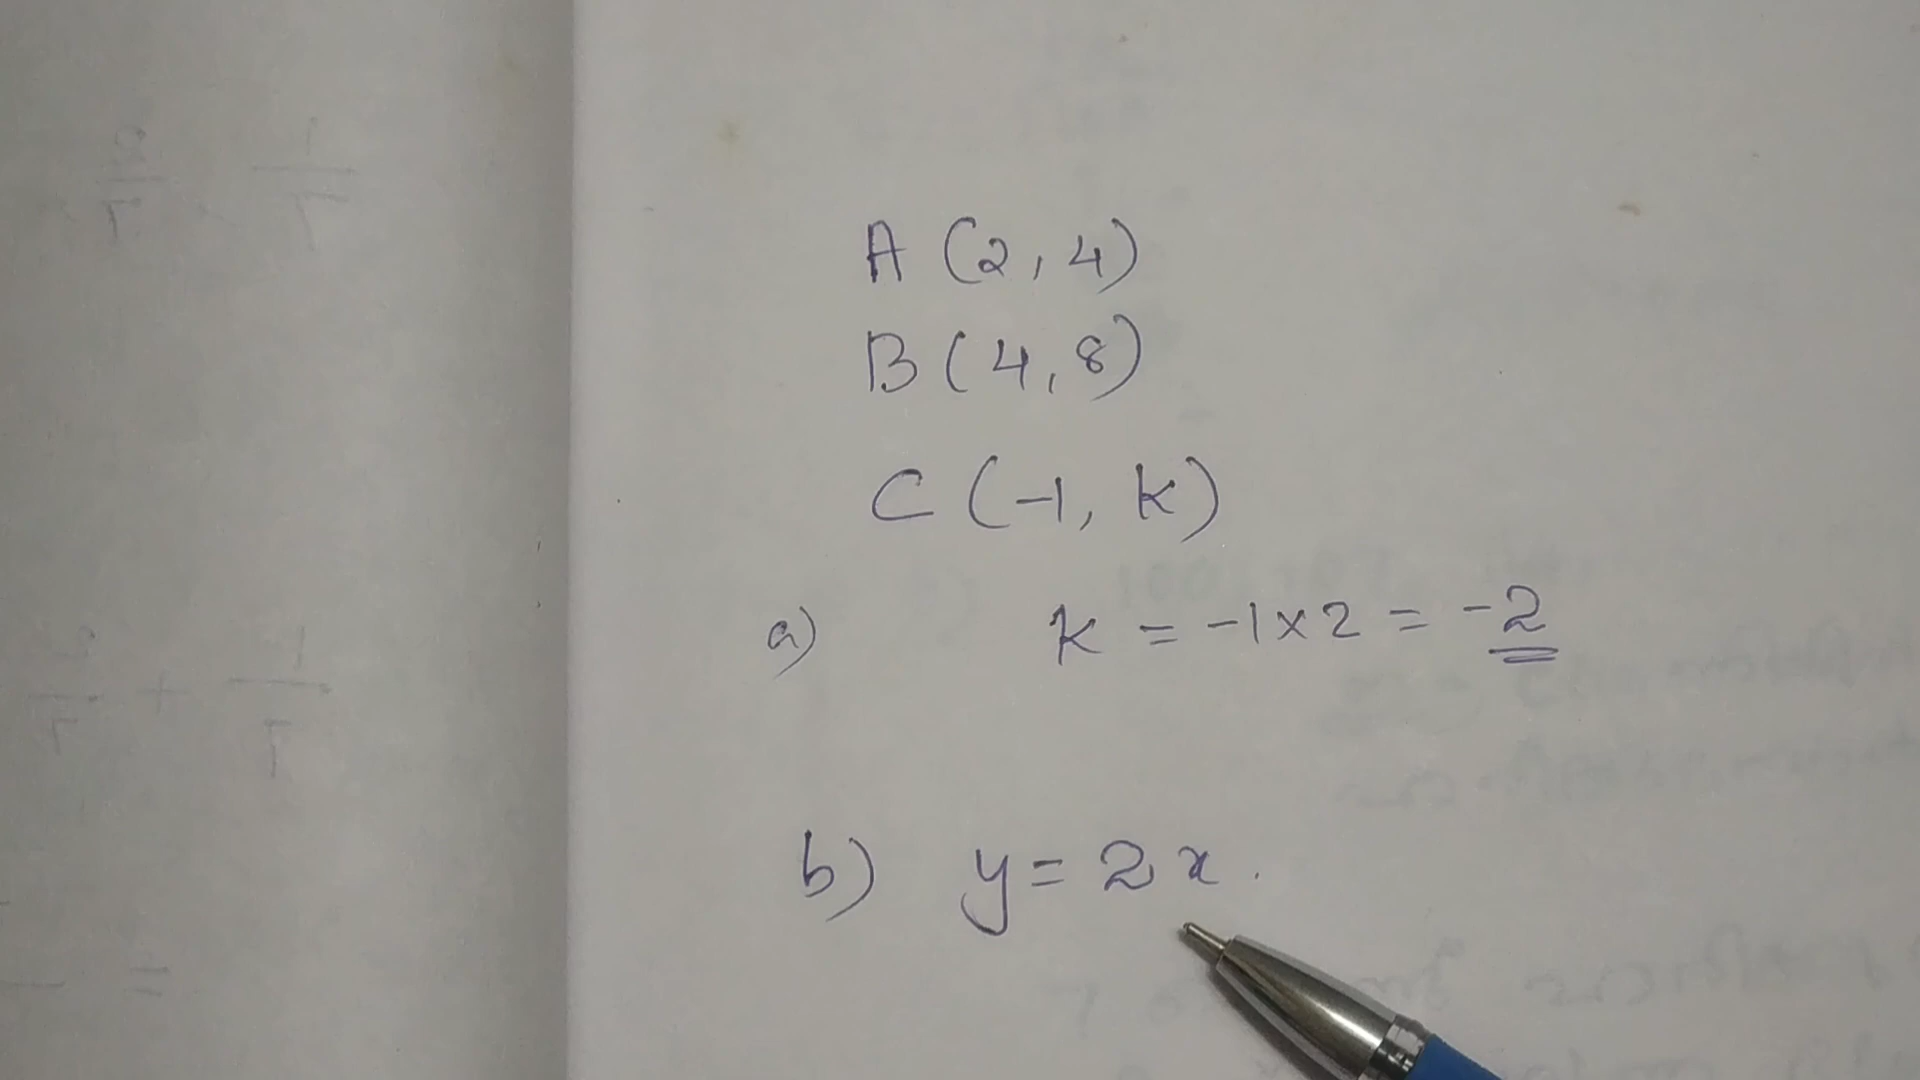 A (2, 4)
B (4, 8)
C (-1, k)
a) k = -1 × 2 = -2
b) y = 2x.